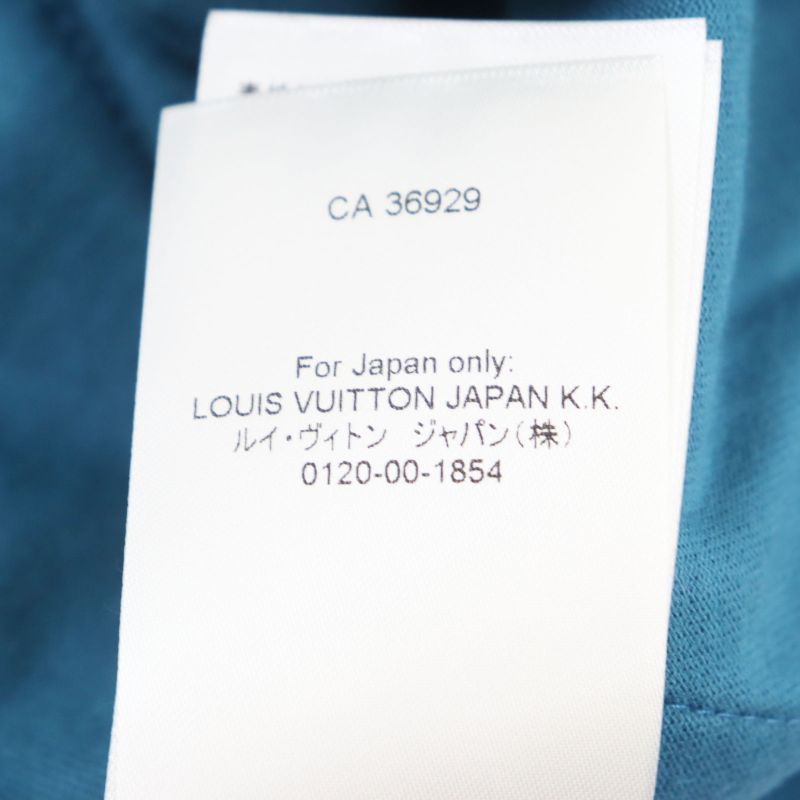 CA 36929
For Japan only:
LOUIS VUITTON JAPAN K.K.
ルイ・ヴィトン ジャパン(株)
0120-00-1854